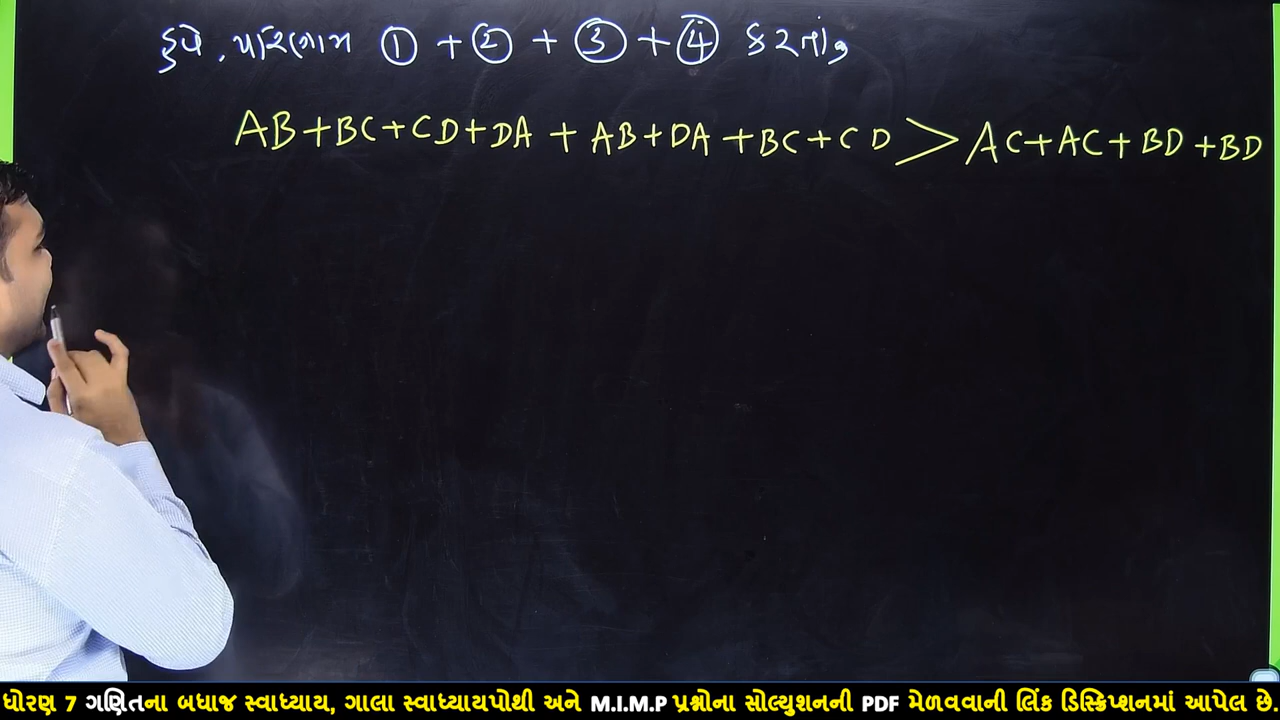 હવે, પરિણામ ① + ② + ③ + ④ કરતાં,
AB+BC+CD+DA + AB+DA +BC+CD > AC+AC+BD+BD
ધોરણ 7 ગણિતના બધાજ સ્વાધ્યાય, ગાલા સ્વાધ્યાયપોથી અને M.I.M.P પ્રશ્નોના સોલ્યુશનની PDF મેળવવાની લિંક ડિસ્ક્રિપ્શનમાં આપેલ છે.